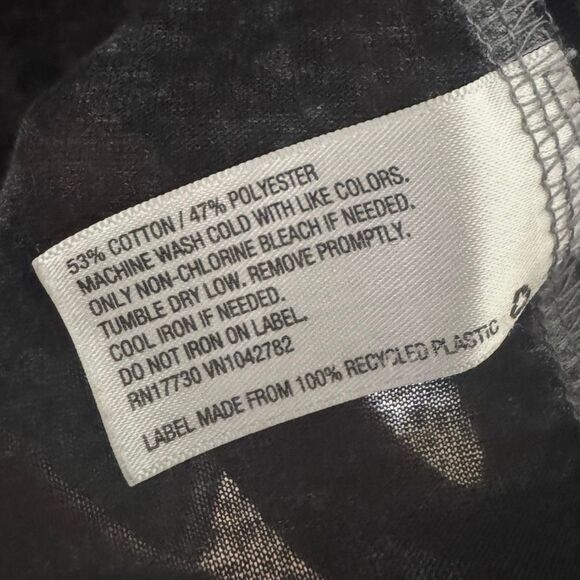 53% COTTON / 47% POLYESTER
MACHINE WASH COLD WITH LIKE COLORS.
ONLY NON-CHLORINE BLEACH IF NEEDED.
TUMBLE DRY LOW. REMOVE PROMPTLY.
COOL IRON IF NEEDED.
DO NOT IRON ON LABEL.
RN17730 VN1042782
LABEL MADE FROM 100% RECYCLED PLASTIC